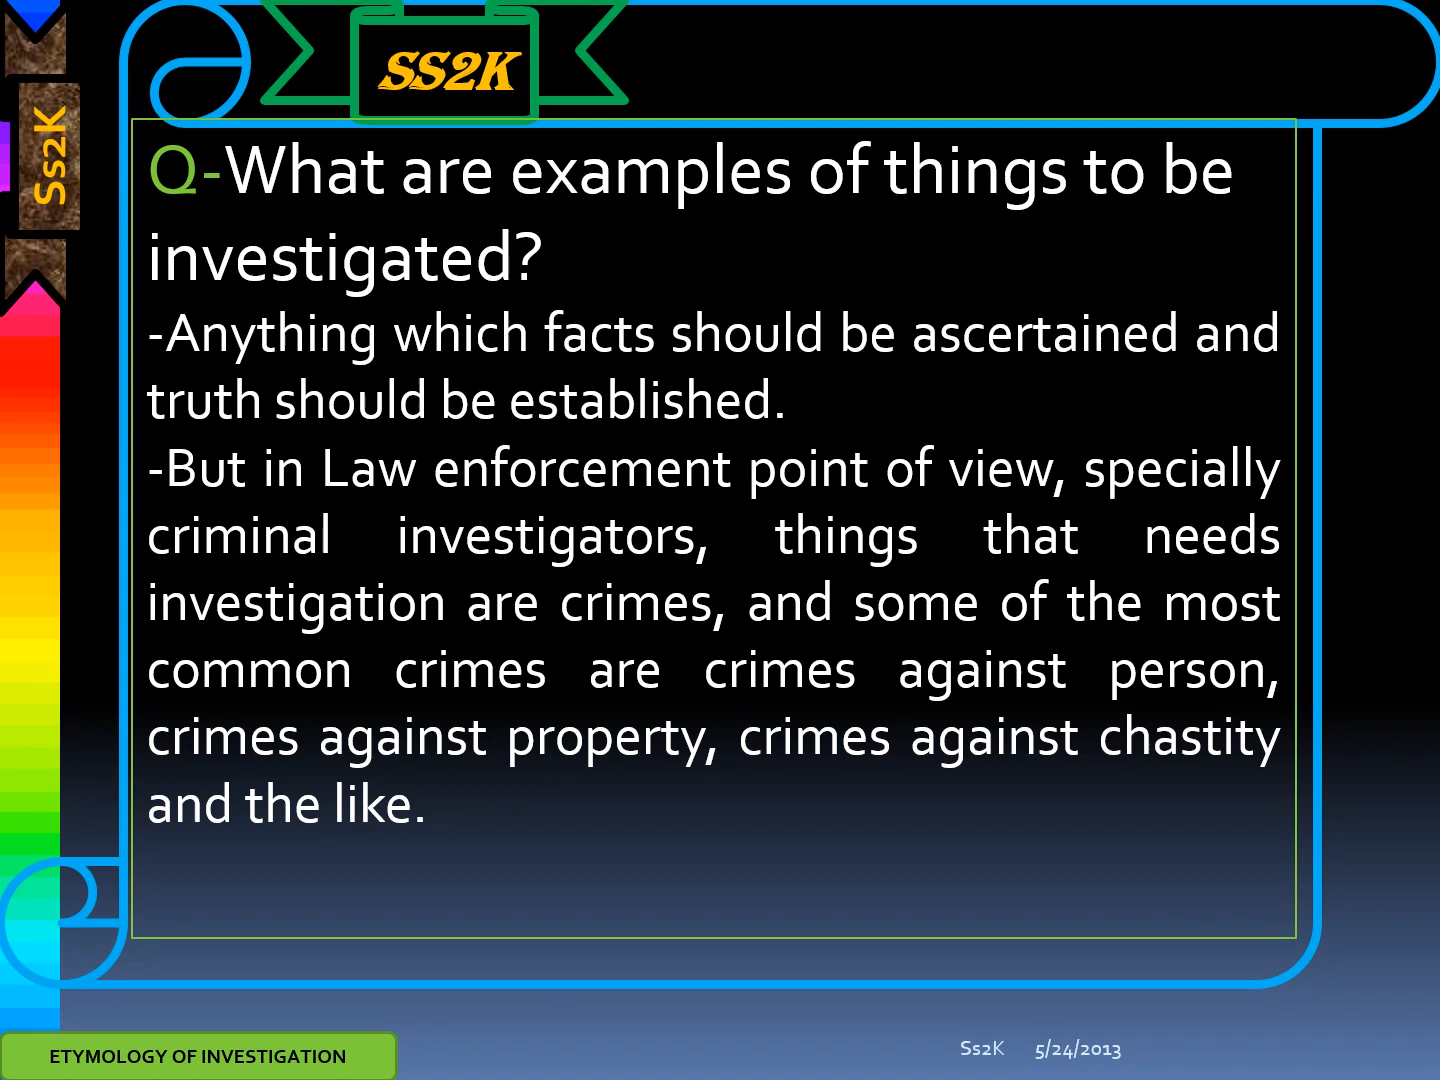 SS2K
Ss2K
Q-What are examples of things to be
investigated?
-Anything which facts should be ascertained and
truth should be established.
-But in Law enforcement point of view, specially
criminal investigators, things that needs
investigation are crimes, and some of the most
common crimes are crimes against person,
crimes against property, crimes against chastity
and the like.
ETYMOLOGY OF INVESTIGATION
Ss2K 5/24/2013